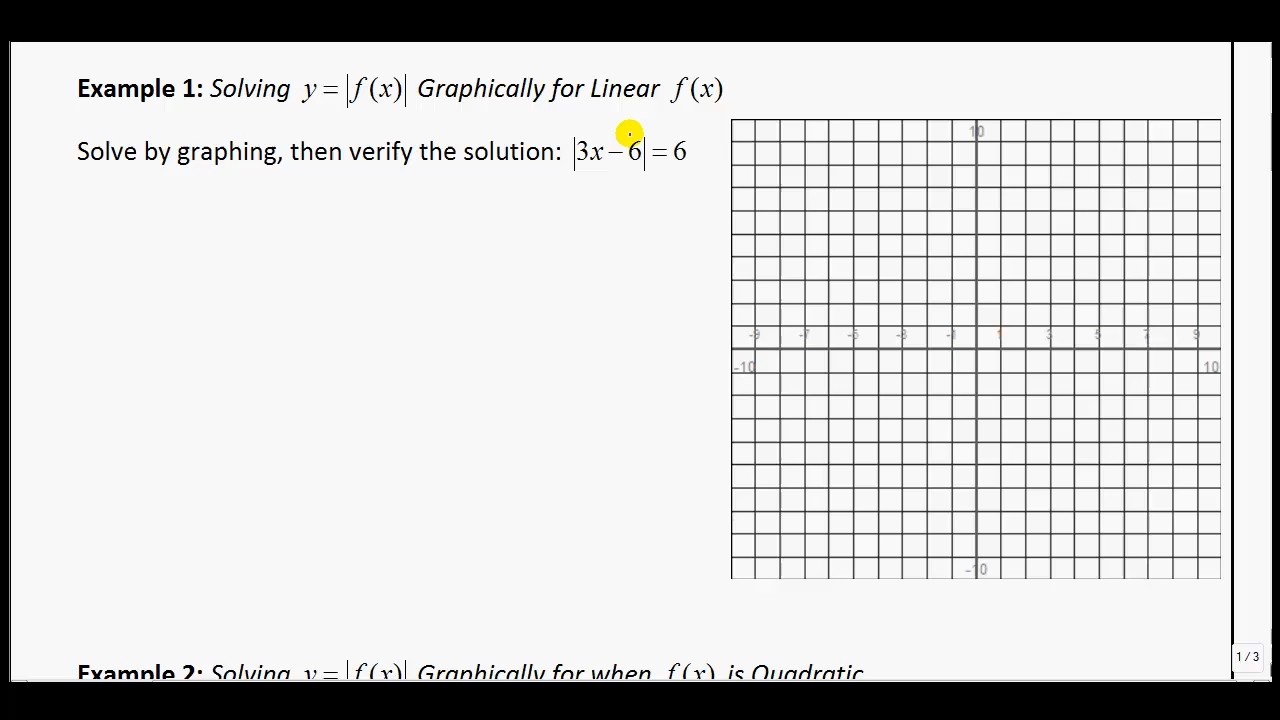 Example 1: Solving y = |f(x)| Graphically for Linear f(x)
Solve by graphing, then verify the solution: |3x − 6| = 6
10
-9 -7 -5 -3 -1 1 3 5 7 9
-10 10
-10
1 / 3
Example 2: Solving y = |f(x)| Graphically for when f(x) is Quadratic